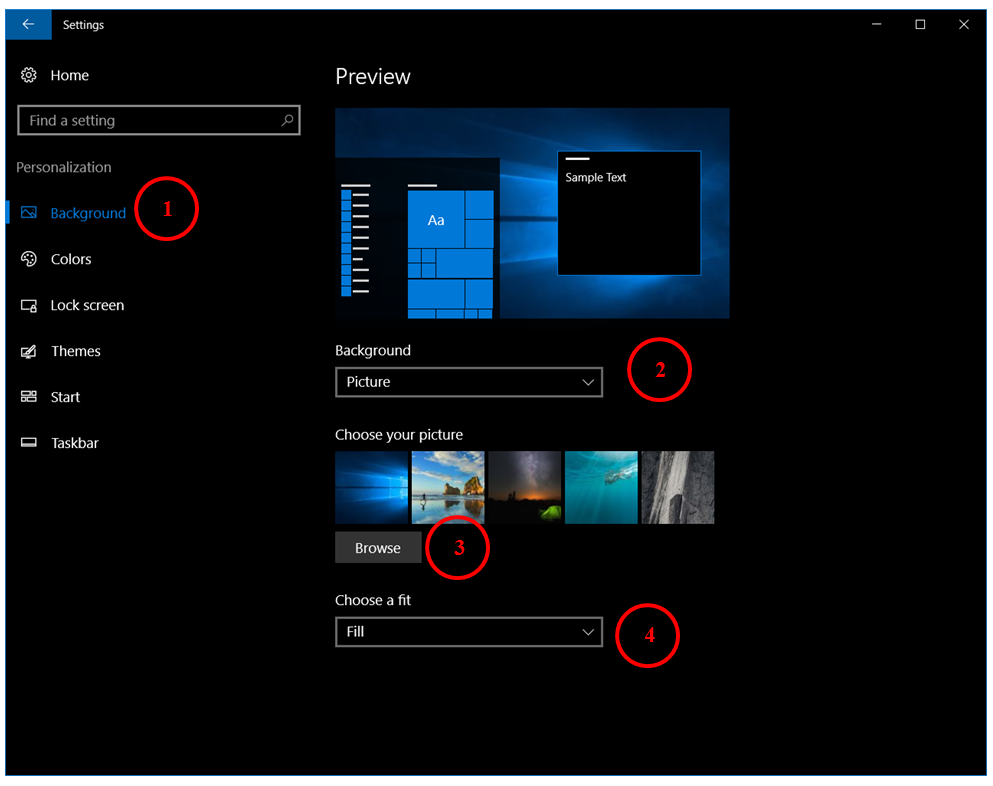 Settings
Home
Find a setting
Personalization
Background
1
Colors
Lock screen
Themes
Start
Taskbar
Preview
Sample Text
Aa
Background
Picture
2
Choose your picture
Browse
3
Choose a fit
Fill
4